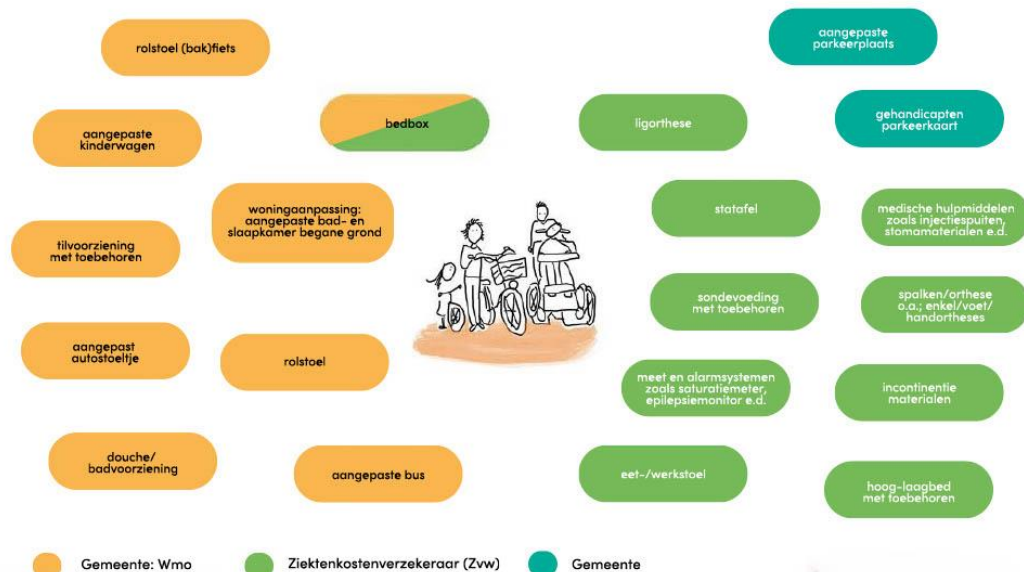 rolstoel (bak)fiets
aangepaste
parkeerplaats
aangepaste
kinderwagen
bedbox
ligorthese
gehandicapten
parkeerkaart
woningaanpassing:
aangepaste bad- en
slaapkamer begane grond
statafel
medische hulpmiddelen
zoals injectiespuiten,
stomamaterialen e.d.
tilvoorziening
met toebehoren
sondevoeding
met toebehoren
spalken/orthese
o.a.; enkel/voet/
handortheses
aangepast
autostoeltje
rolstoel
meet en alarmsystemen
zoals saturatiemeter,
epilepsiemonitor e.d.
incontinentie
materialen
douche/
badvoorziening
aangepaste bus
eet-/werkstoel
hoog-laagbed
met toebehoren
Gemeente: Wmo
Ziektenkostenverzekeraar (Zvw)
Gemeente